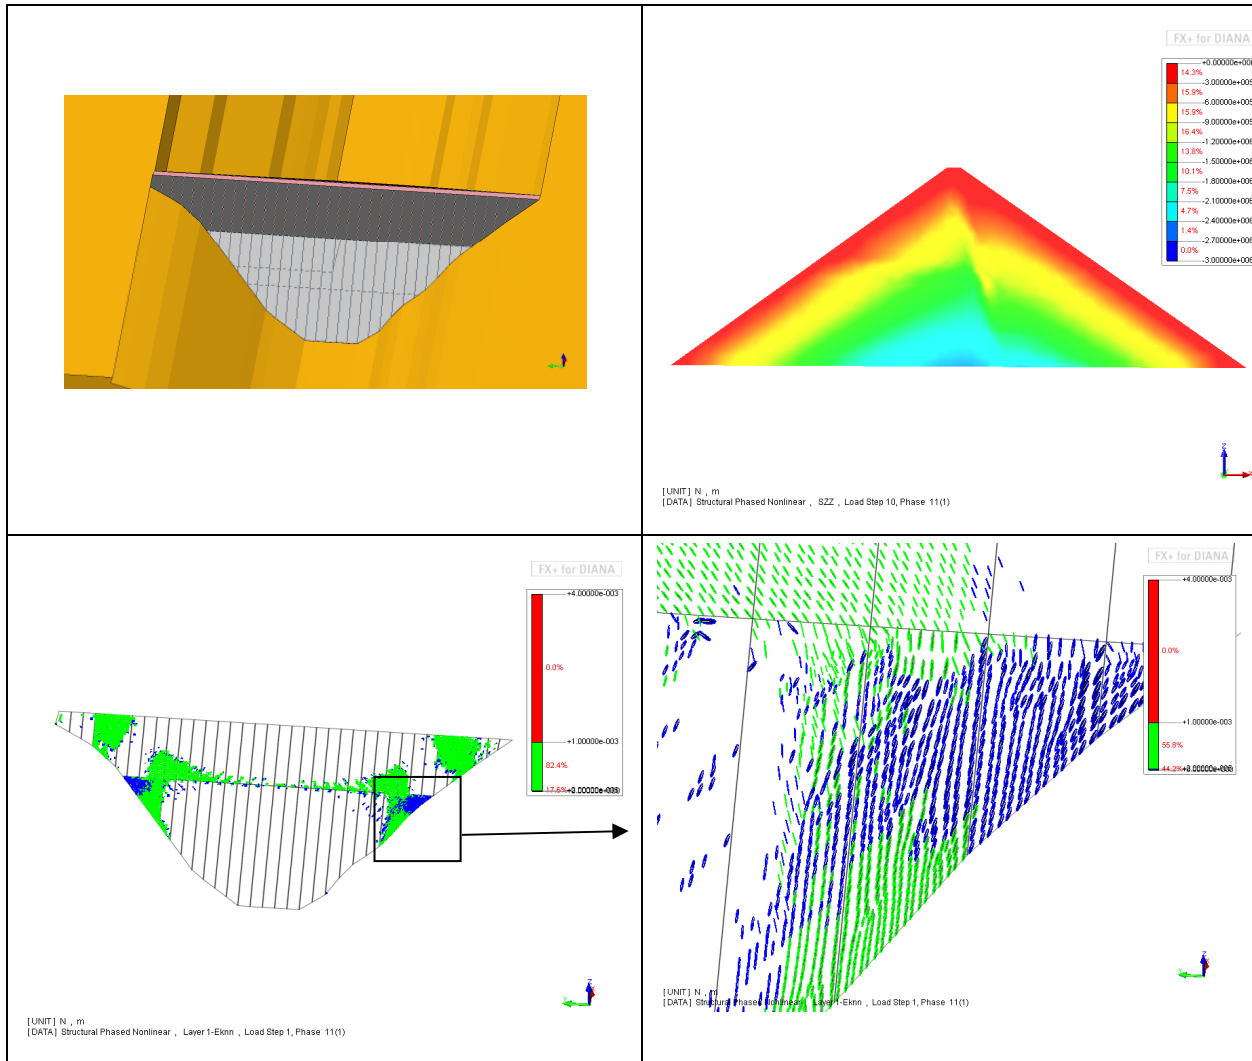 FX+ for DIANA
+0.00000e+00
14.3%
-3.00000e+005
15.9%
-6.00000e+005
15.9%
-9.00000e+005
16.4%
-1.20000e+006
13.8%
-1.50000e+006
10.1%
-1.80000e+006
7.5%
-2.10000e+006
4.7%
-2.40000e+006
1.4%
-2.70000e+006
0.0%
-3.00000e+006
Z
[UNIT] N , m
[DATA] Structural Phased Nonlinear , SZZ , Load Step 10, Phase 11(1)
FX+ for DIANA
+4.00000e-003
0.0%
+1.00000e-003
82.4%
17.6%
[UNIT] N , m
[DATA] Structural Phased Nonlinear , Layer 1-Eknn , Load Step 1, Phase 11(1)
FX+ for DIANA
+4.00000e-003
0.0%
+1.00000e-003
55.8%
44.2%
[UNIT] N , m
[DATA] Structural Phased Nonlinear , Layer 1-Eknn , Load Step 1, Phase 11(1)